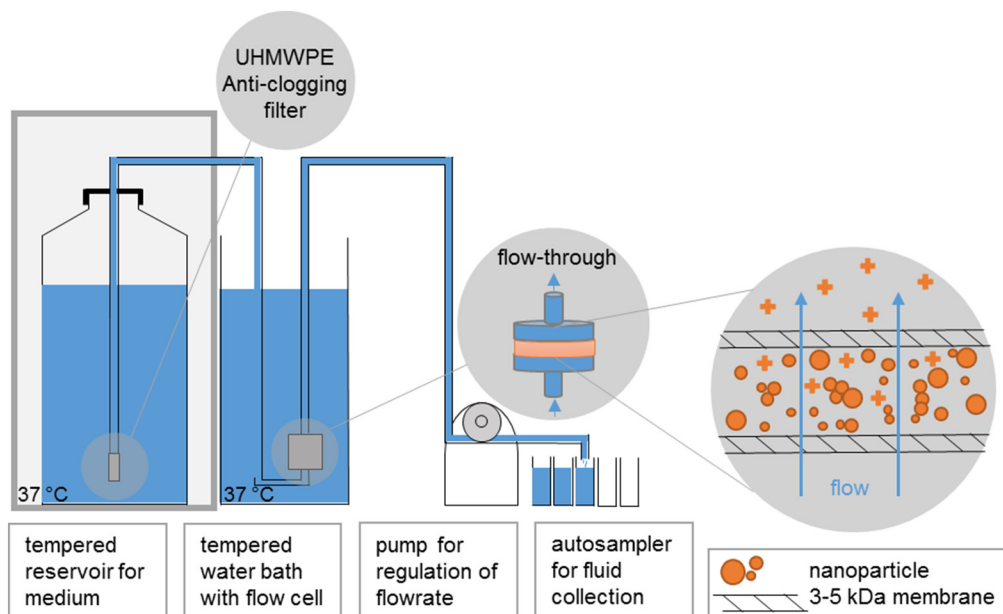 UHMWPE
Anti-clogging
filter
flow-through
37 °C
37 °C
flow
tempered
reservoir for
medium
tempered
water bath
with flow cell
pump for
regulation of
flowrate
autosampler
for fluid
collection
nanoparticle
3-5 kDa membrane